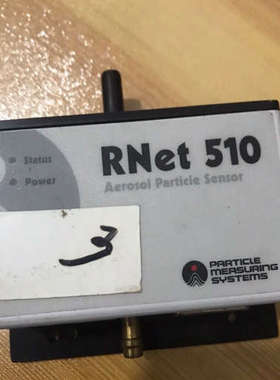 Status
RNet 510
Power
Aerosol Particle Sensor
3
PARTICLE
MEASURING
SYSTEMS